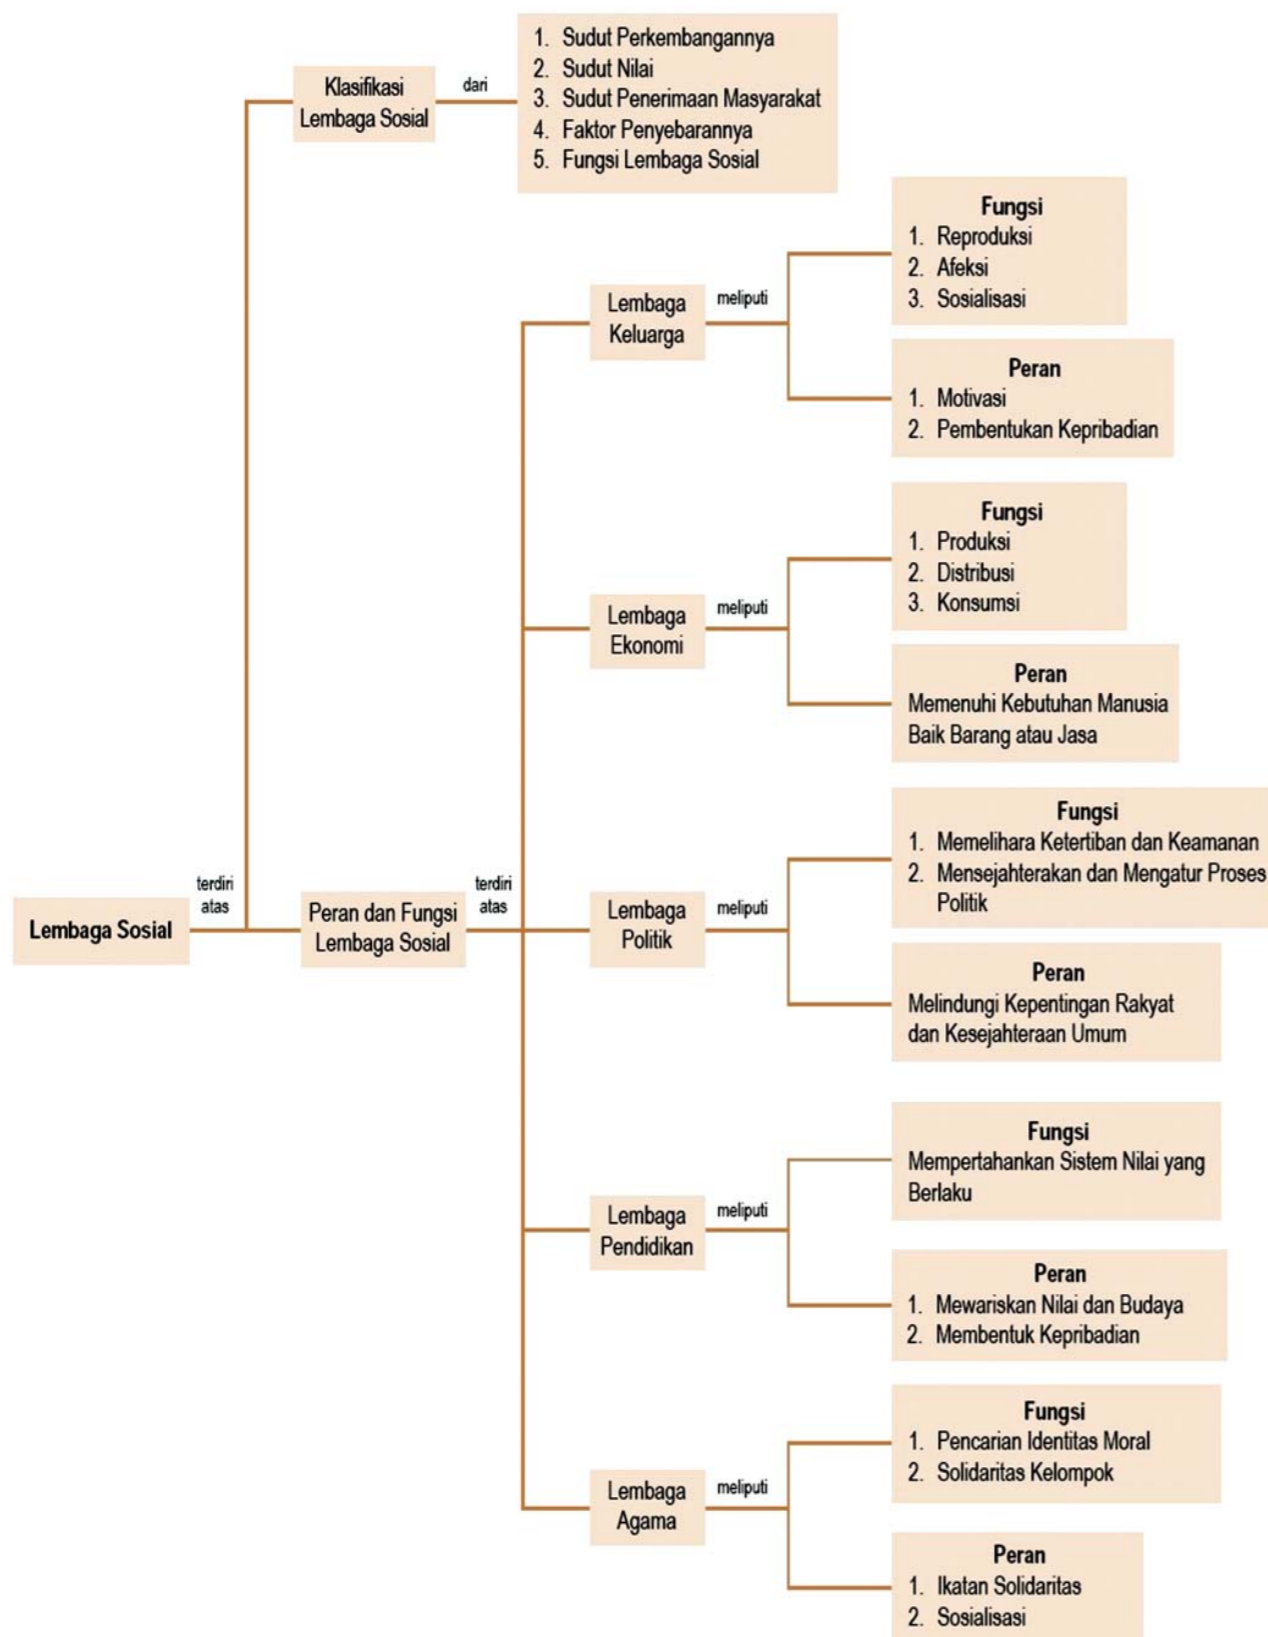 Klasifikasi
Lembaga Sosial
dari
1. Sudut Perkembangannya
2. Sudut Nilai
3. Sudut Penerimaan Masyarakat
4. Faktor Penyebarannya
5. Fungsi Lembaga Sosial
Lembaga Sosial
terdiri
atas
Peran dan Fungsi
Lembaga Sosial
terdiri
atas
Lembaga
Keluarga
meliputi
Fungsi
1. Reproduksi
2. Afeksi
3. Sosialisasi
Peran
1. Motivasi
2. Pembentukan Kepribadian
Lembaga
Ekonomi
meliputi
Fungsi
1. Produksi
2. Distribusi
3. Konsumsi
Peran
Memenuhi Kebutuhan Manusia
Baik Barang atau Jasa
Lembaga
Politik
meliputi
Fungsi
1. Memelihara Ketertiban dan Keamanan
2. Mensejahterakan dan Mengatur Proses
Politik
Peran
Melindungi Kepentingan Rakyat
dan Kesejahteraan Umum
Lembaga
Pendidikan
meliputi
Fungsi
Mempertahankan Sistem Nilai yang
Berlaku
Peran
1. Mewariskan Nilai dan Budaya
2. Membentuk Kepribadian
Lembaga
Agama
meliputi
Fungsi
1. Pencarian Identitas Moral
2. Solidaritas Kelompok
Peran
1. Ikatan Solidaritas
2. Sosialisasi